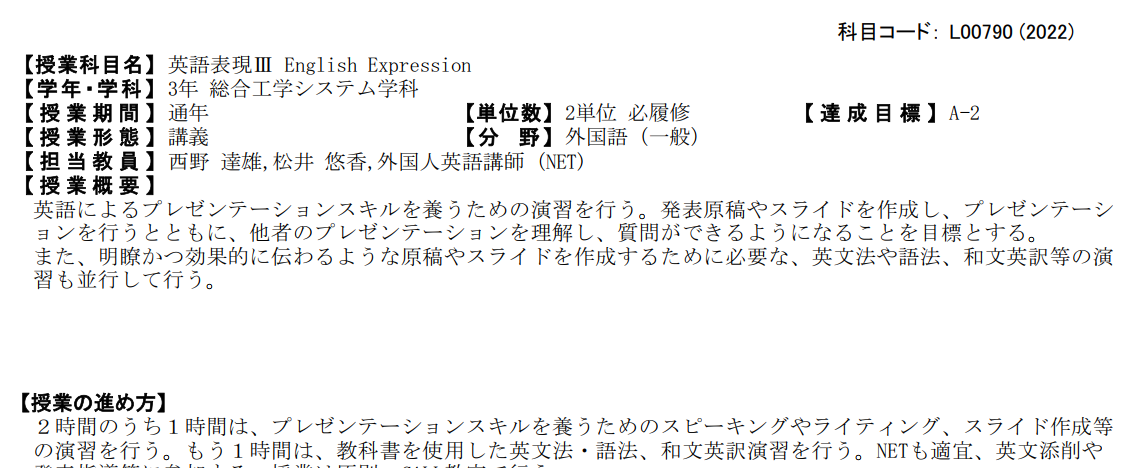 科目コード: L00790 (2022)
【授業科目名】 英語表現Ⅲ English Expression
【学年・学科】 3年 総合工学システム学科
【授業期間】 通年 【単位数】 2単位 必履修 【達成目標】 A-2
【授業形態】 講義 【分 野】 外国語 (一般)
【担当教員】 西野 達雄,松井 悠香,外国人英語講師 (NET)
【授業概要】
英語によるプレゼンテーションスキルを養うための演習を行う。発表原稿やスライドを作成し、プレゼンテーシ
ョンを行うとともに、他者のプレゼンテーションを理解し、質問ができるようになることを目標とする。
また、明瞭かつ効果的に伝わるような原稿やスライドを作成するために必要な、英文法や語法、和文英訳等の演
習も並行して行う。
【授業の進め方】
２時間のうち１時間は、プレゼンテーションスキルを養うためのスピーキングやライティング、スライド作成等
の演習を行う。もう１時間は、教科書を使用した英文法・語法、和文英訳演習を行う。NETも適宜、英文添削や